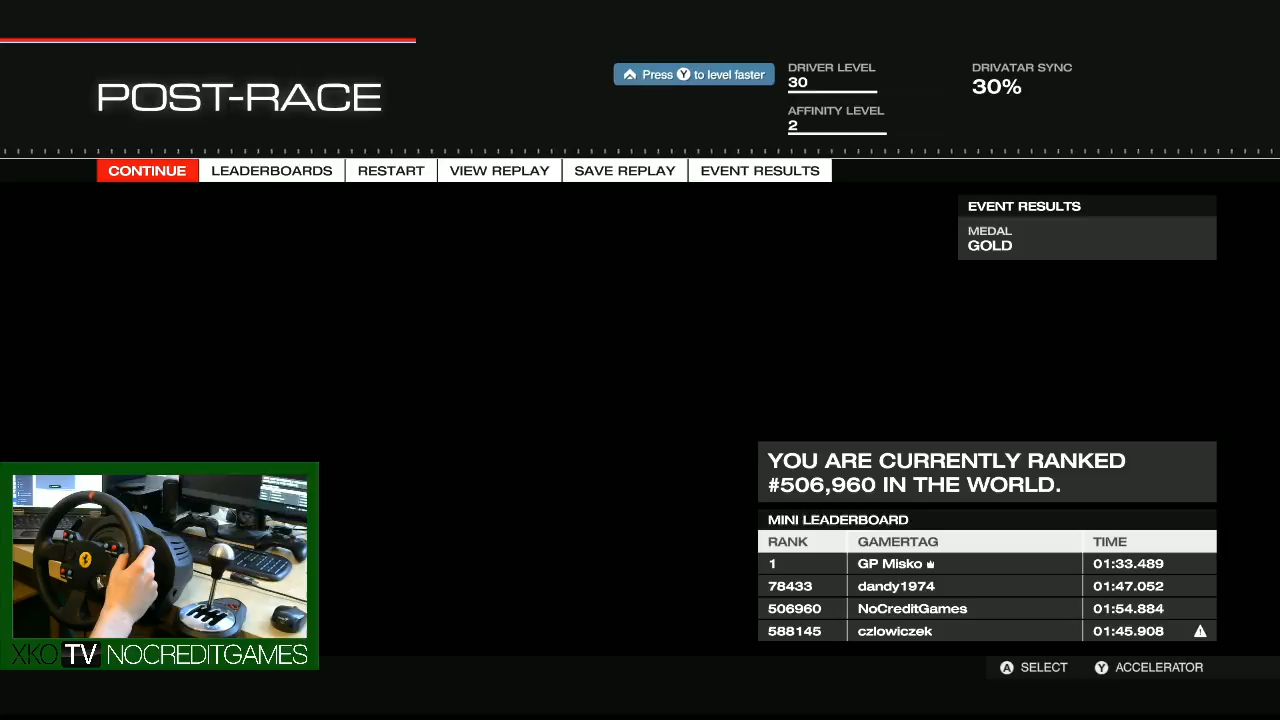 POST-RACE
Press Y to level faster
DRIVER LEVEL
30
AFFINITY LEVEL
2
DRIVATAR SYNC
30%
CONTINUE LEADERBOARDS RESTART VIEW REPLAY SAVE REPLAY EVENT RESULTS
EVENT RESULTS
MEDAL
GOLD
YOU ARE CURRENTLY RANKED
#506,960 IN THE WORLD.
MINI LEADERBOARD
RANK GAMERTAG TIME
1 GP Misko 01:33.489
78433 dandy1974 01:47.052
506960 NoCreditGames 01:54.884
588145 czlowiczek 01:45.908
XKO TV NOCREDITGAMES
A SELECT Y ACCELERATOR